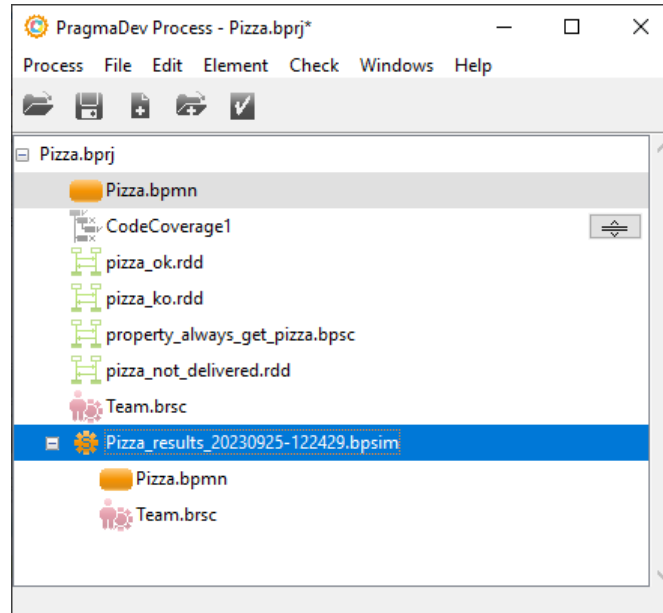 PragmaDev Process - Pizza.bprj*
Process File Edit Element Check Windows Help
Pizza.bprj
Pizza.bpmn
CodeCoverage1
pizza_ok.rdd
pizza_ko.rdd
property_always_get_pizza.bpsc
pizza_not_delivered.rdd
Team.brsc
Pizza_results_20230925-122429.bpsim
Pizza.bpmn
Team.brsc